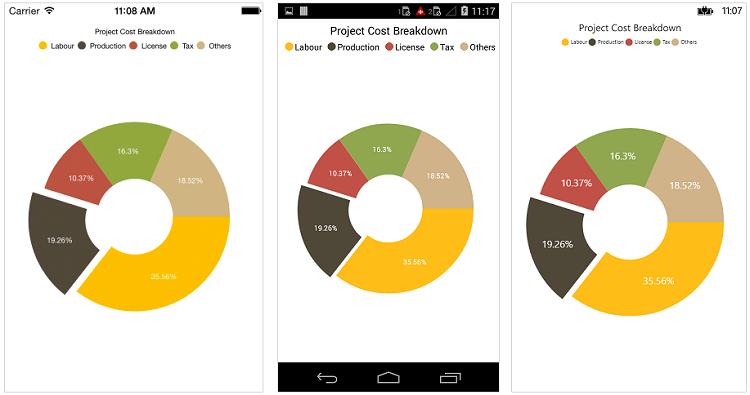 Carrier 11:08 AM
Project Cost Breakdown
Labour Production License Tax Others
16.3%
10.37%
18.52%
19.26%
35.56%
1 2 11:17
Project Cost Breakdown
Labour Production License Tax Others
16.3%
10.37%
18.52%
19.26%
35.56%
11:07
Project Cost Breakdown
Labour Production License Tax Others
16.3%
10.37%
18.52%
19.26%
35.56%